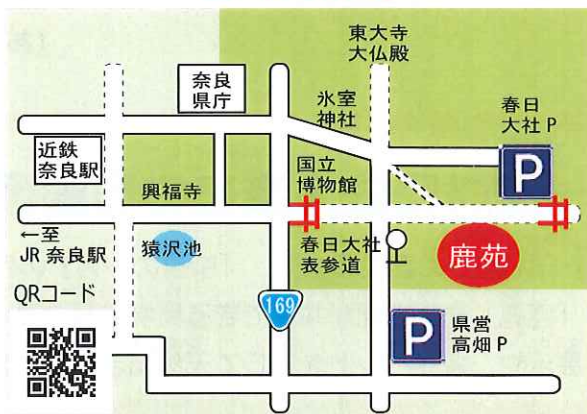 東大寺
大仏殿
奈良
県庁
氷室
神社
春日
大社 P
近鉄
奈良駅
P
国立
博物館
興福寺
←至
JR 奈良駅
猿沢池
春日大社
表参道
鹿苑
QRコード
169
P
県営
高畑 P